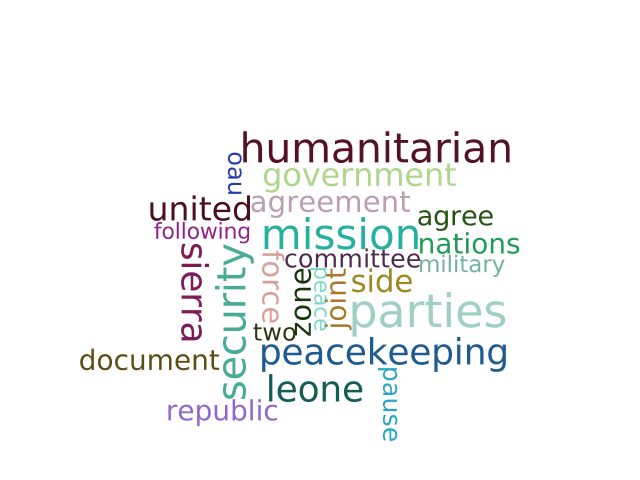 humanitarian
oau
government
united
agreement
agree
following
mission
nations
sierra
security
force
committee
military
zone
peace
joint
side
parties
two
document
peacekeeping
leone
pause
republic